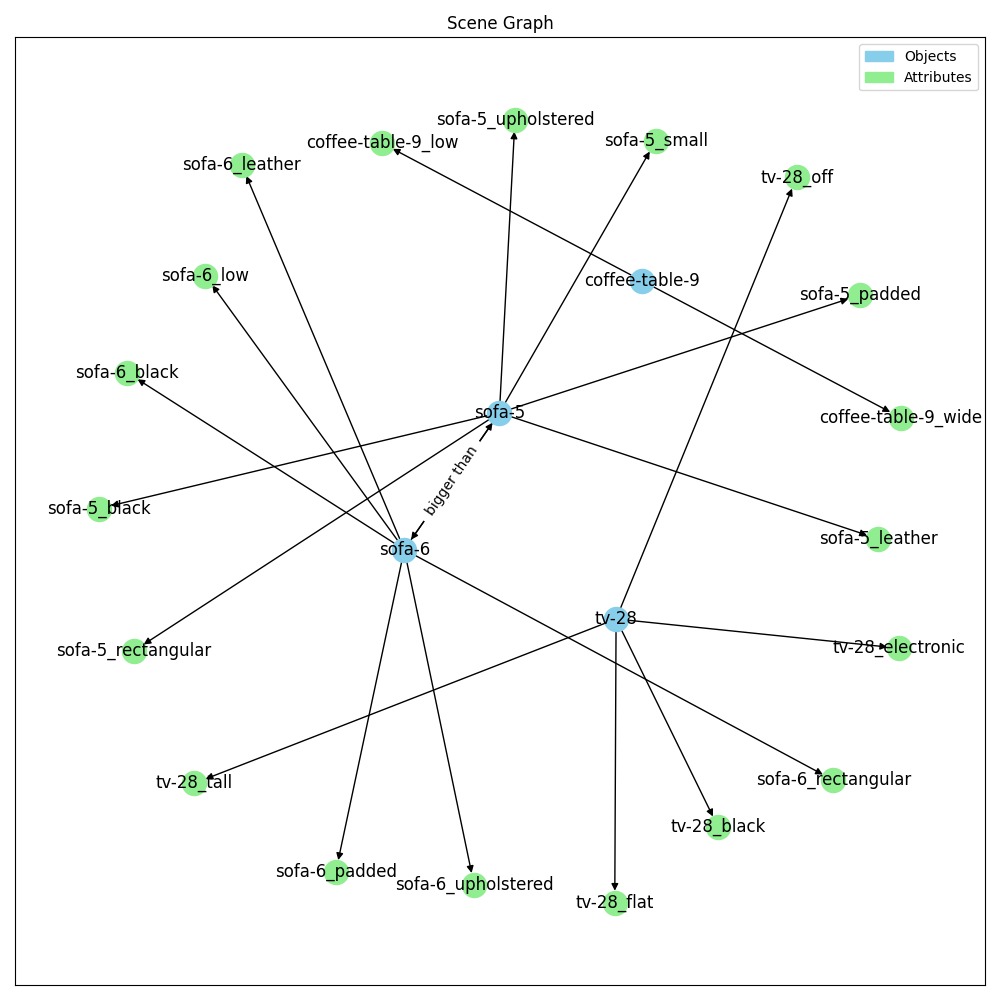 Scene Graph
Objects
Attributes
sofa-5_upholstered
sofa-5_small
coffee-table-9_low
sofa-6_leather
tv-28_off
sofa-6_low
coffee-table-9
sofa-5_padded
sofa-6_black
sofa-5
coffee-table-9_wide
bigger than
sofa-5_black
sofa-6
sofa-5_leather
tv-28
sofa-5_rectangular
tv-28_electronic
tv-28_tall
sofa-6_rectangular
tv-28_black
sofa-6_padded
sofa-6_upholstered
tv-28_flat